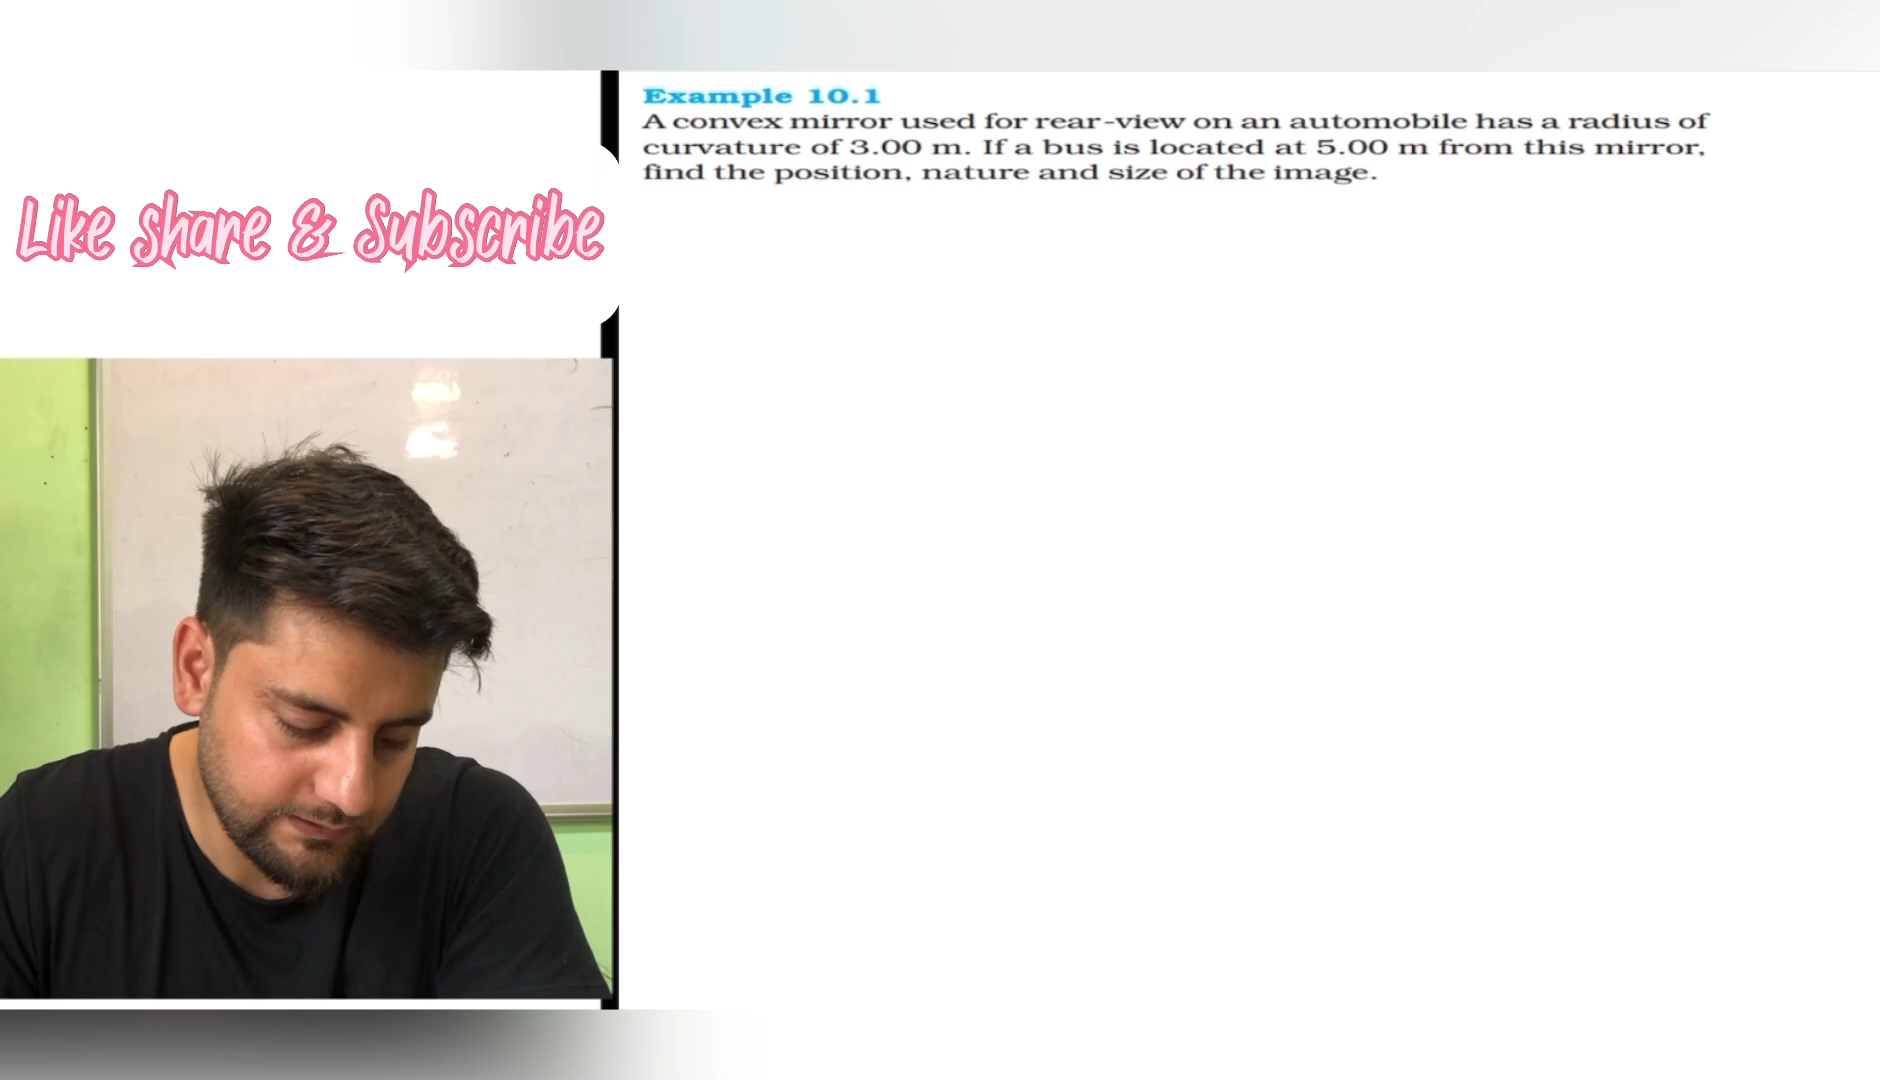 Like share & Subscribe
Example 10.1
A convex mirror used for rear-view on an automobile has a radius of
curvature of 3.00 m. If a bus is located at 5.00 m from this mirror,
find the position, nature and size of the image.